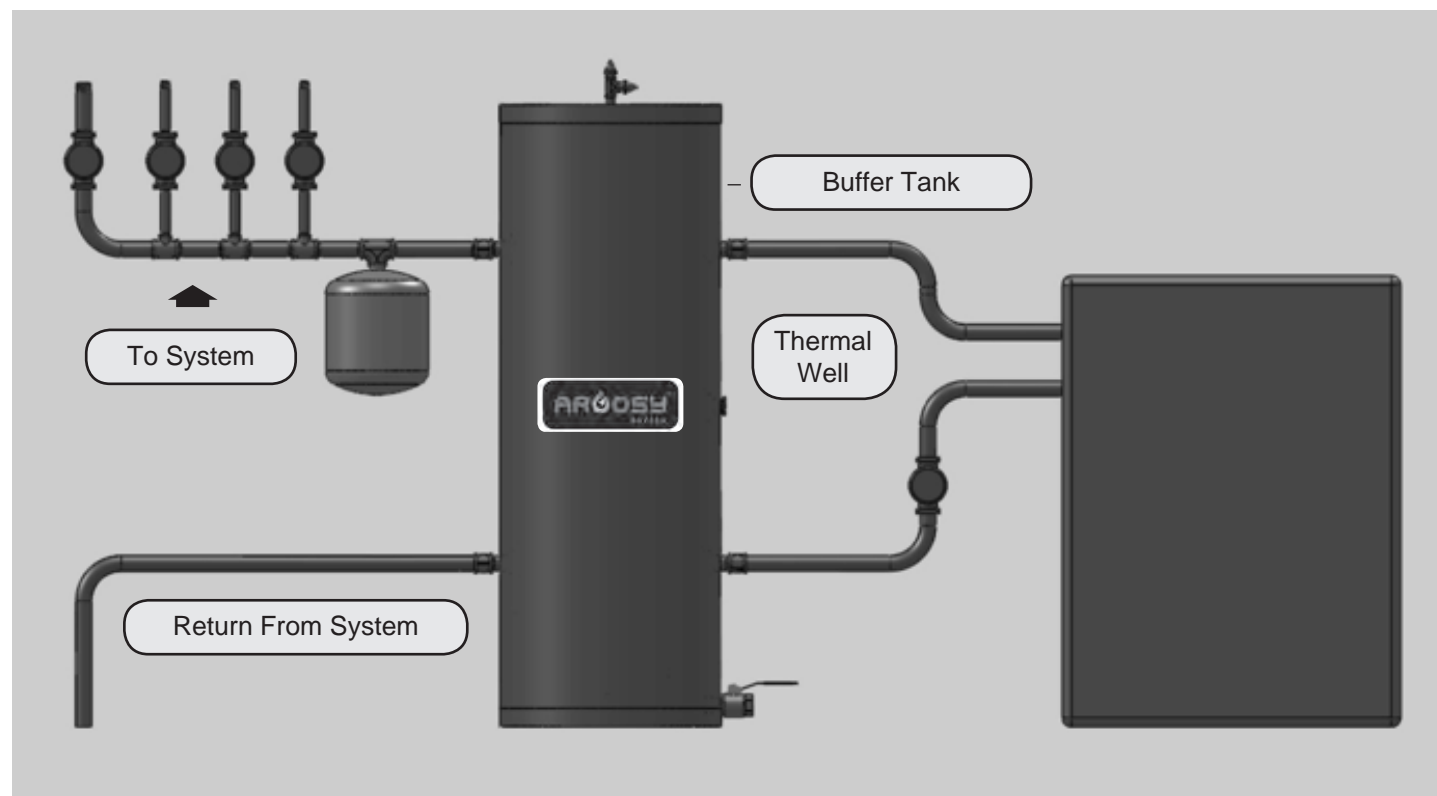 Buffer Tank
To System
Thermal
Well
ARGOSY
Return From System